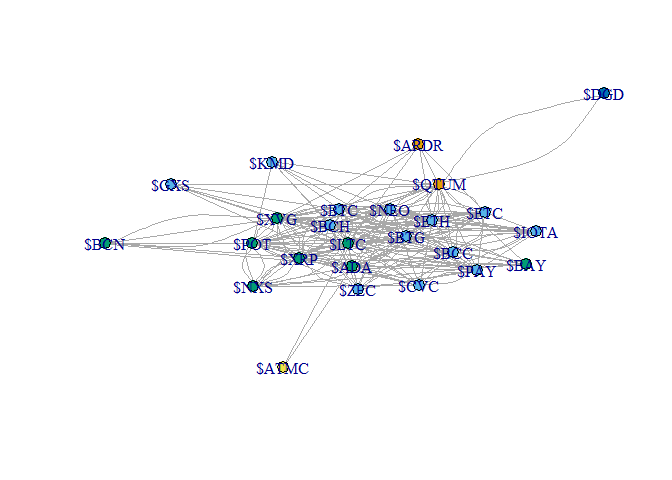 $DGD
$ARDR
$KMD
$GXS
$QTUM
$BTC
$NEO
$ETC
$XVG
$BCH
$ETH
$IOTA
$BCN
$POT
$LTC
$BTG
$XRP
$BCC
$ADA
$PAY
$BAY
$NXS
$ZEC
$CVC
$ATMC